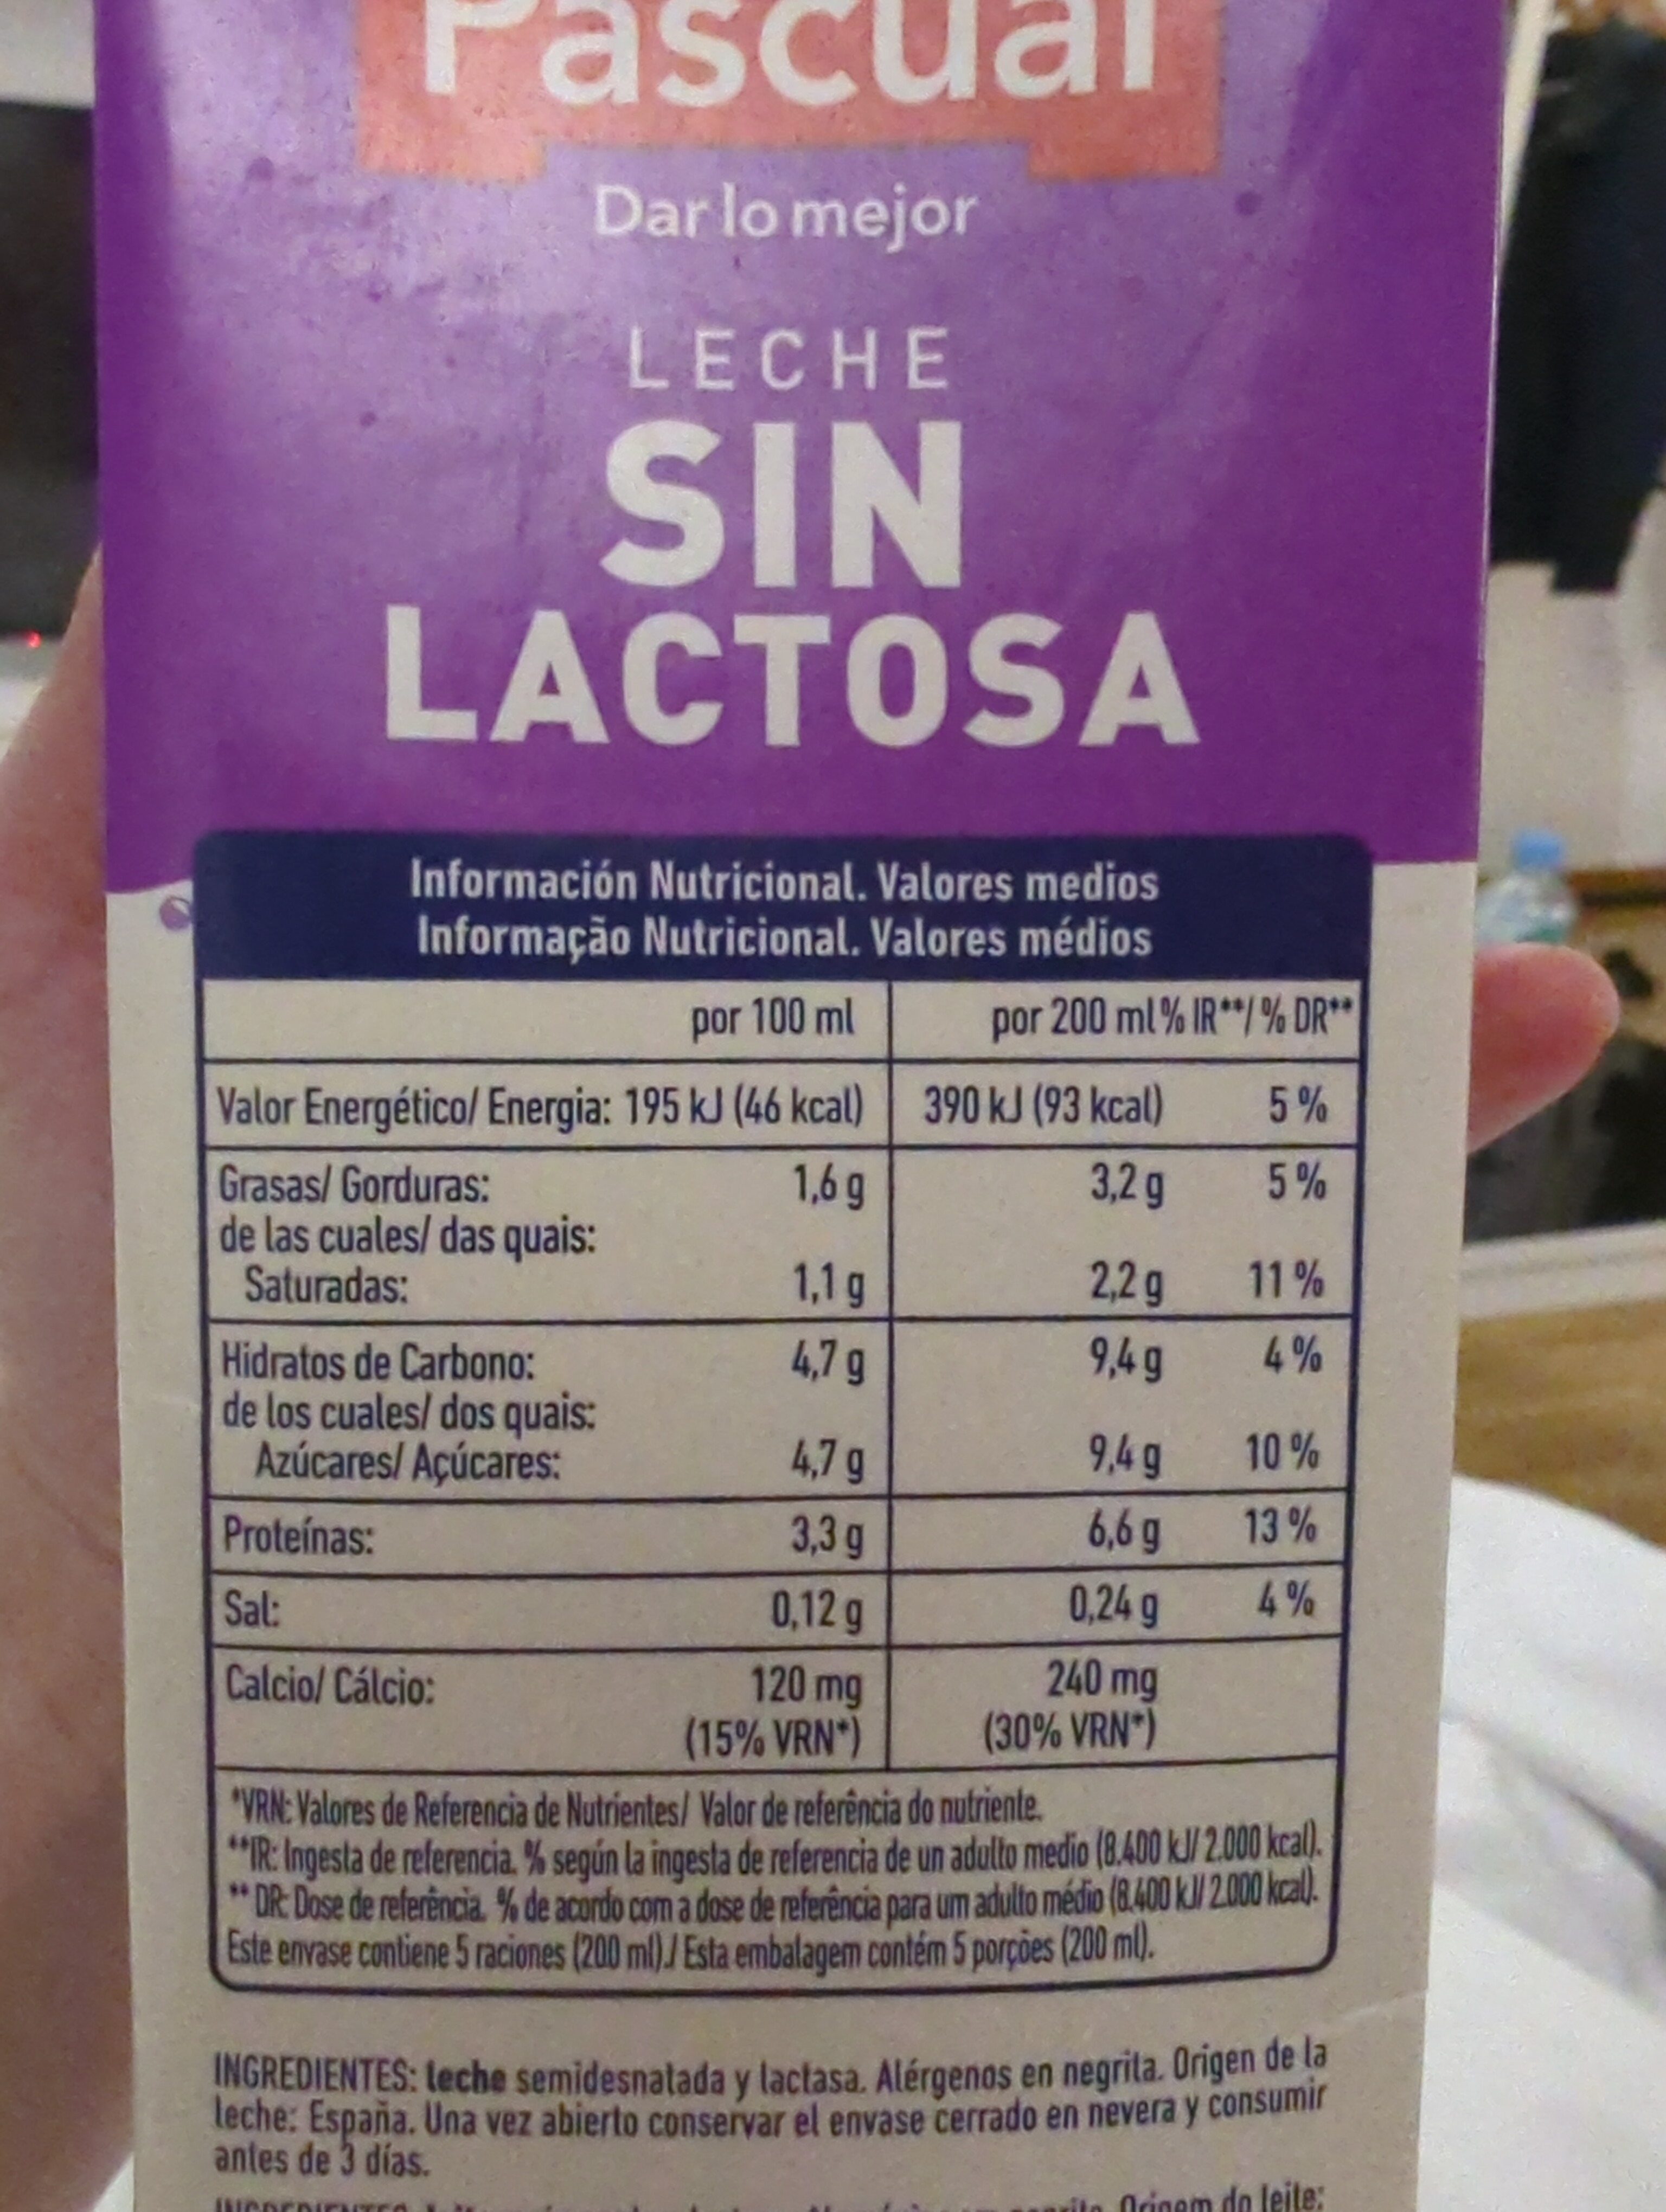 Pascual
Dar lo mejor
LECHE
SIN
LACTOSA
Información Nutricional. Valores medios
Informação Nutricional. Valores médios
por 100 ml por 200 ml % IR**/ % DR**
Valor Energético/ Energia: 195 kJ (46 kcal) 390 kJ (93 kcal) 5 %
Grasas/ Gorduras: 1,6 g 3,2 g 5 %
de las cuales/ das quais:
Saturadas: 1,1 g 2,2 g 11 %
Hidratos de Carbono: 4,7 g 9,4 g 4 %
de los cuales/ dos quais:
Azúcares/ Açúcares: 4,7 g 9,4 g 10 %
Proteínas: 3,3 g 6,6 g 13 %
Sal: 0,12 g 0,24 g 4 %
Calcio/ Cálcio: 120 mg 240 mg
(15% VRN*) (30% VRN*)
*VRN: Valores de Referencia de Nutrientes/ Valor de referência do nutriente.
**IR: Ingesta de referencia. % según la ingesta de referencia de un adulto medio (8.400 kJ/ 2.000 kcal).
** DR: Dose de referência. % de acordo com a dose de referência para um adulto médio (8.400 kJ/ 2.000 kcal).
Este envase contiene 5 raciones (200 ml)./ Esta embalagem contém 5 porções (200 ml).
INGREDIENTES: leche semidesnatada y lactasa. Alérgenos en negrita. Origen de la
leche: España. Una vez abierto conservar el envase cerrado en nevera y consumir
antes de 3 días.
INGREDIENTES Origem do leite: